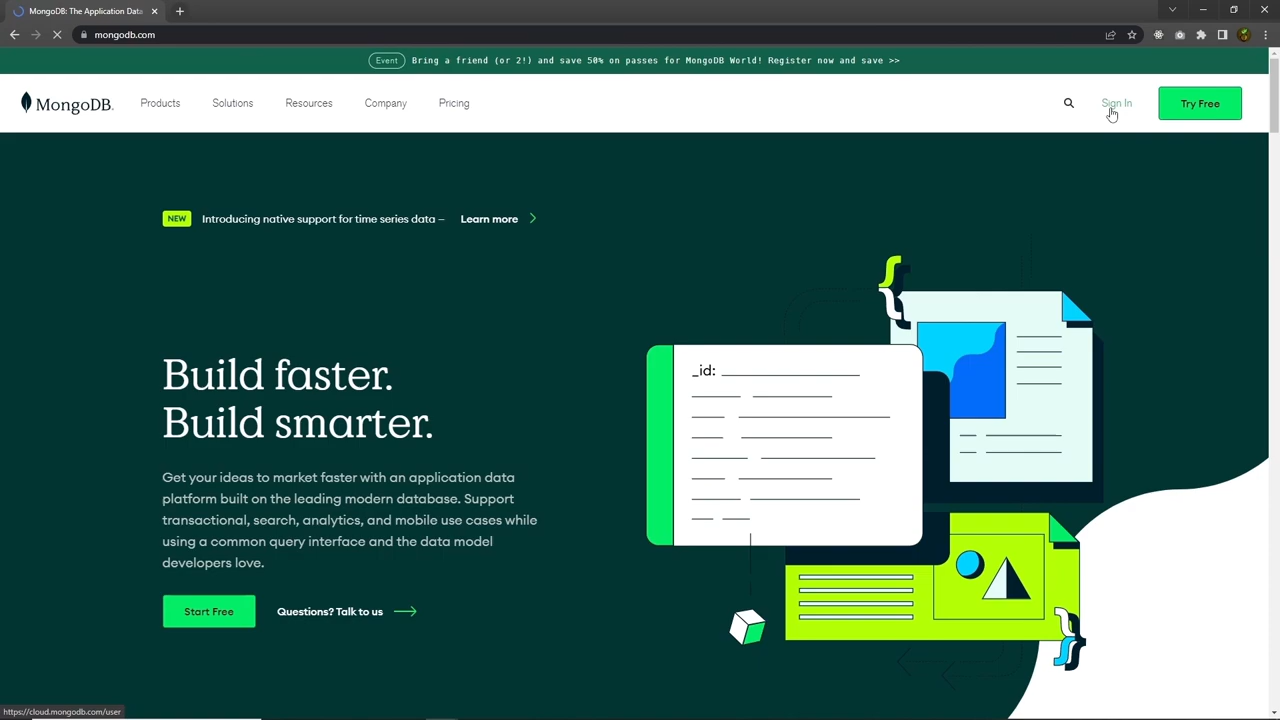 MongoDB: The Application Data
mongodb.com
Event Bring a friend (or 2!) and save 50% on passes for MongoDB World! Register now and save >>
MongoDB. Products Solutions Resources Company Pricing Sign In Try Free
NEW Introducing native support for time series data – Learn more
Build faster.
Build smarter.
_id:
Get your ideas to market faster with an application data
platform built on the leading modern database. Support
transactional, search, analytics, and mobile use cases while
using a common query interface and the data model
developers love.
Start Free Questions? Talk to us
https://cloud.mongodb.com/user